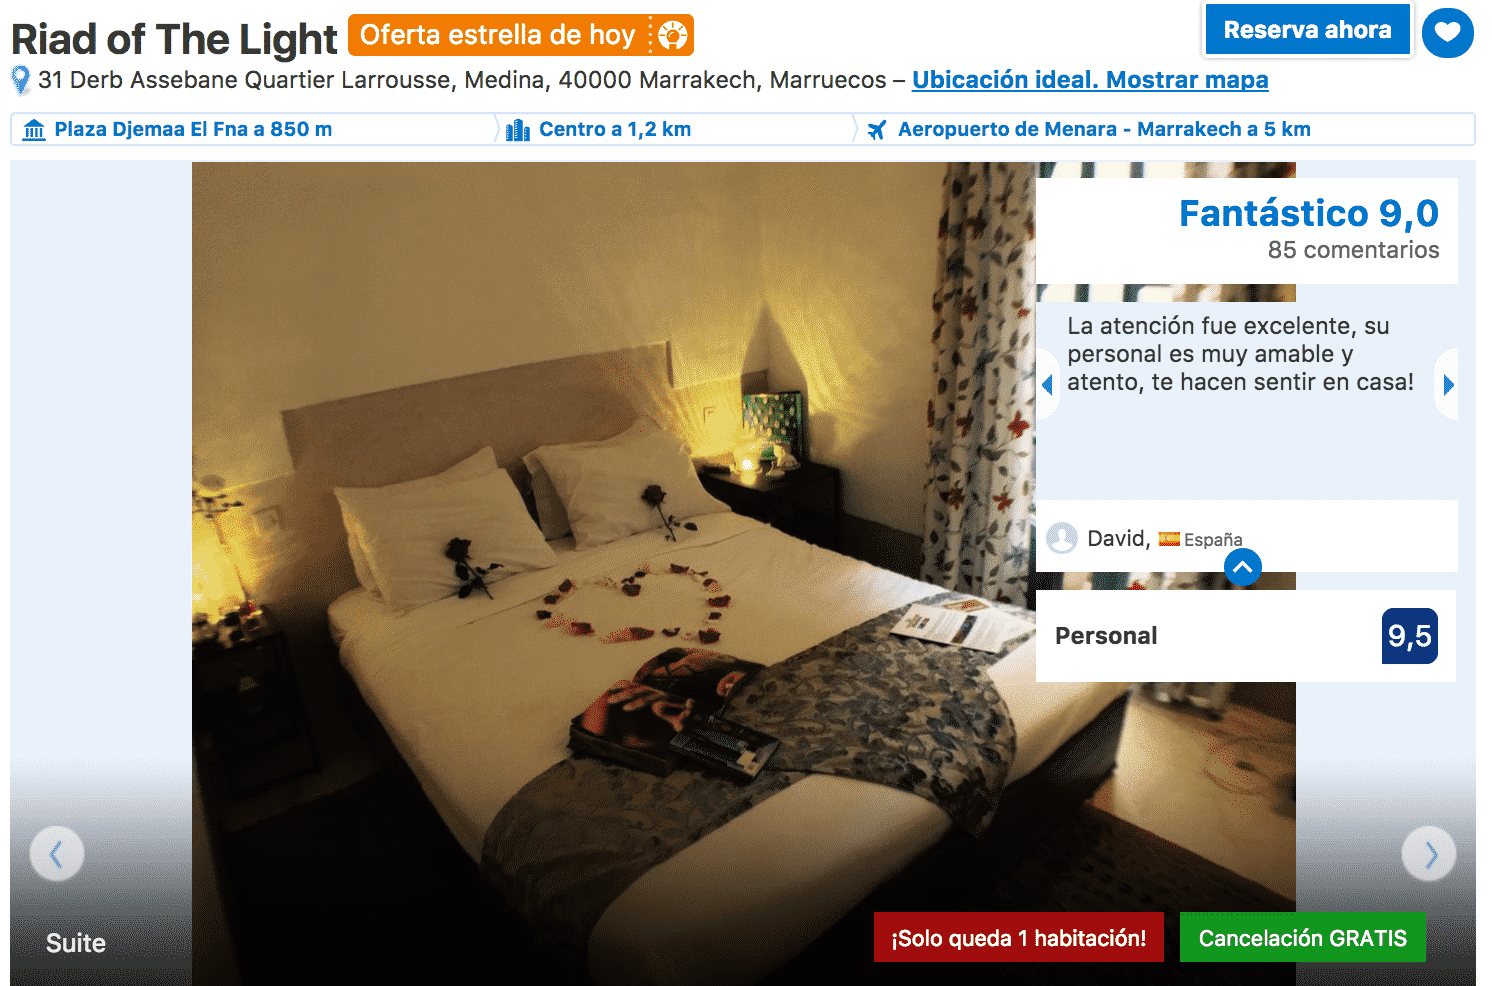 Riad of The Light
Oferta estrella de hoy
Reserva ahora
31 Derb Assebane Quartier Larrousse, Medina, 40000 Marrakech, Marruecos – Ubicación ideal. Mostrar mapa
Plaza Djemaa El Fna a 850 m
Centro a 1,2 km
Aeropuerto de Menara - Marrakech a 5 km
Fantástico 9,0
85 comentarios
La atención fue excelente, su
personal es muy amable y
atento, te hacen sentir en casa!
David, España
Personal
9,5
Suite
¡Solo queda 1 habitación!
Cancelación GRATIS